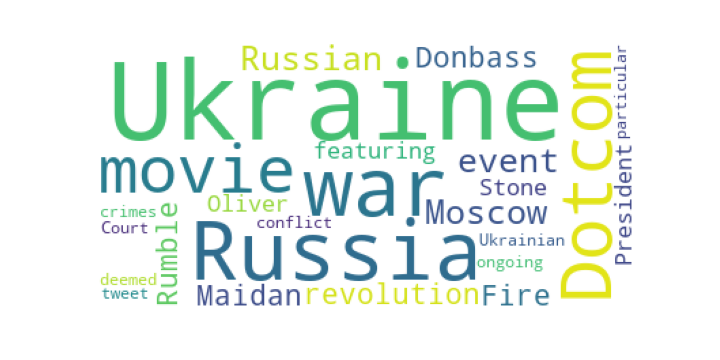 Russian Donbass
Ukraine
featuring
movie war event
Oliver Stone
crimes Moscow
Court conflict
Russia Ukrainian
ongoing
deemed
tweet Maidan revolution Fire
Rumble
Dotcom
President
particular